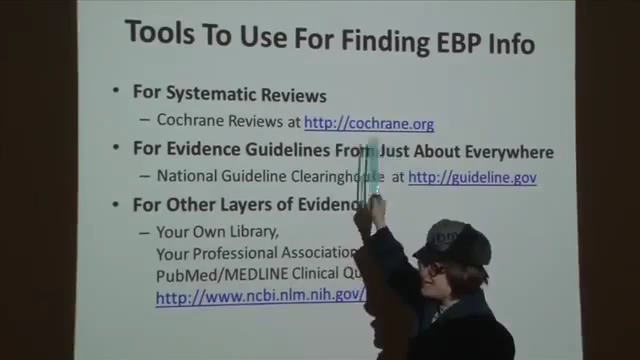 Tools To Use For Finding EBP Info
• For Systematic Reviews
– Cochrane Reviews at http://cochrane.org
• For Evidence Guidelines From Just About Everywhere
– National Guideline Clearinghouse at http://guideline.gov
• For Other Layers of Evidence
– Your Own Library,
Your Professional Association
PubMed/MEDLINE Clinical
http://www.ncbi.nlm.nih.gov/